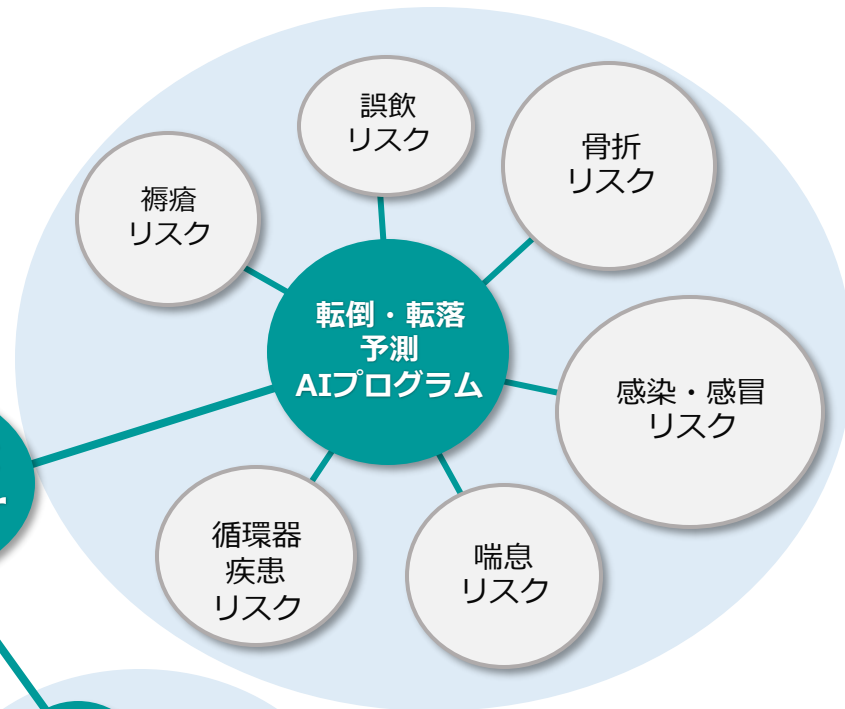 誤飲
リスク
骨折
リスク
褥瘡
リスク
転倒・転落
予測
AIプログラム
感染・感冒
リスク
循環器
疾患
リスク
喘息
リスク